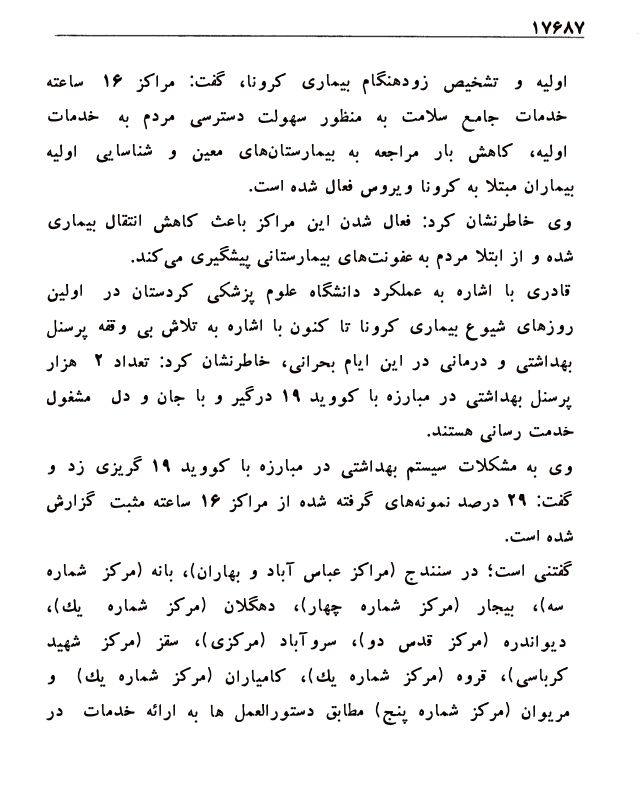 ۱۷۶۸۷
اولیه و تشخیص زودهنگام بیماری کرونا، گفت: مراکز ۱۶ ساعته
خدمات جامع سلامت به منظور سهولت دسترسی مردم به خدمات
اولیه، کاهش بار مراجعه به بیمارستان‌های معین و شناسایی اولیه
بیماران مبتلا به کرونا ویروس فعال شده است.
وی خاطرنشان کرد: فعال شدن این مراکز باعث کاهش انتقال بیماری
شده و از ابتلا مردم به عفونت‌های بیمارستانی پیشگیری می‌کند.
قادری با اشاره به عملکرد دانشگاه علوم پزشکی کردستان در اولین
روزهای شیوع بیماری کرونا تا کنون با اشاره به تلاش بی وقفه پرسنل
بهداشتی و درمانی در این ایام بحرانی، خاطرنشان کرد: تعداد ۲ هزار
پرسنل بهداشتی در مبارزه با کووید ۱۹ درگیر و با جان و دل مشغول
خدمت رسانی هستند.
وی به مشکلات سیستم بهداشتی در مبارزه با کووید ۱۹ گریزی زد و
گفت: ۲۹ درصد نمونه‌های گرفته شده از مراکز ۱۶ ساعته مثبت گزارش
شده است.
گفتنی است؛ در سنندج (مراکز عباس آباد و بهاران)، بانه (مرکز شماره
سه)، بیجار (مرکز شماره چهار)، دهگلان (مرکز شماره یك)،
دیواندره (مرکز قدس دو)، سروآباد (مرکزی)، سقز (مرکز شهید
کرباسی)، قروه (مرکز شماره یك)، کامیاران (مرکز شماره یك) و
مریوان (مرکز شماره پنج) مطابق دستورالعمل ها به ارائه خدمات در